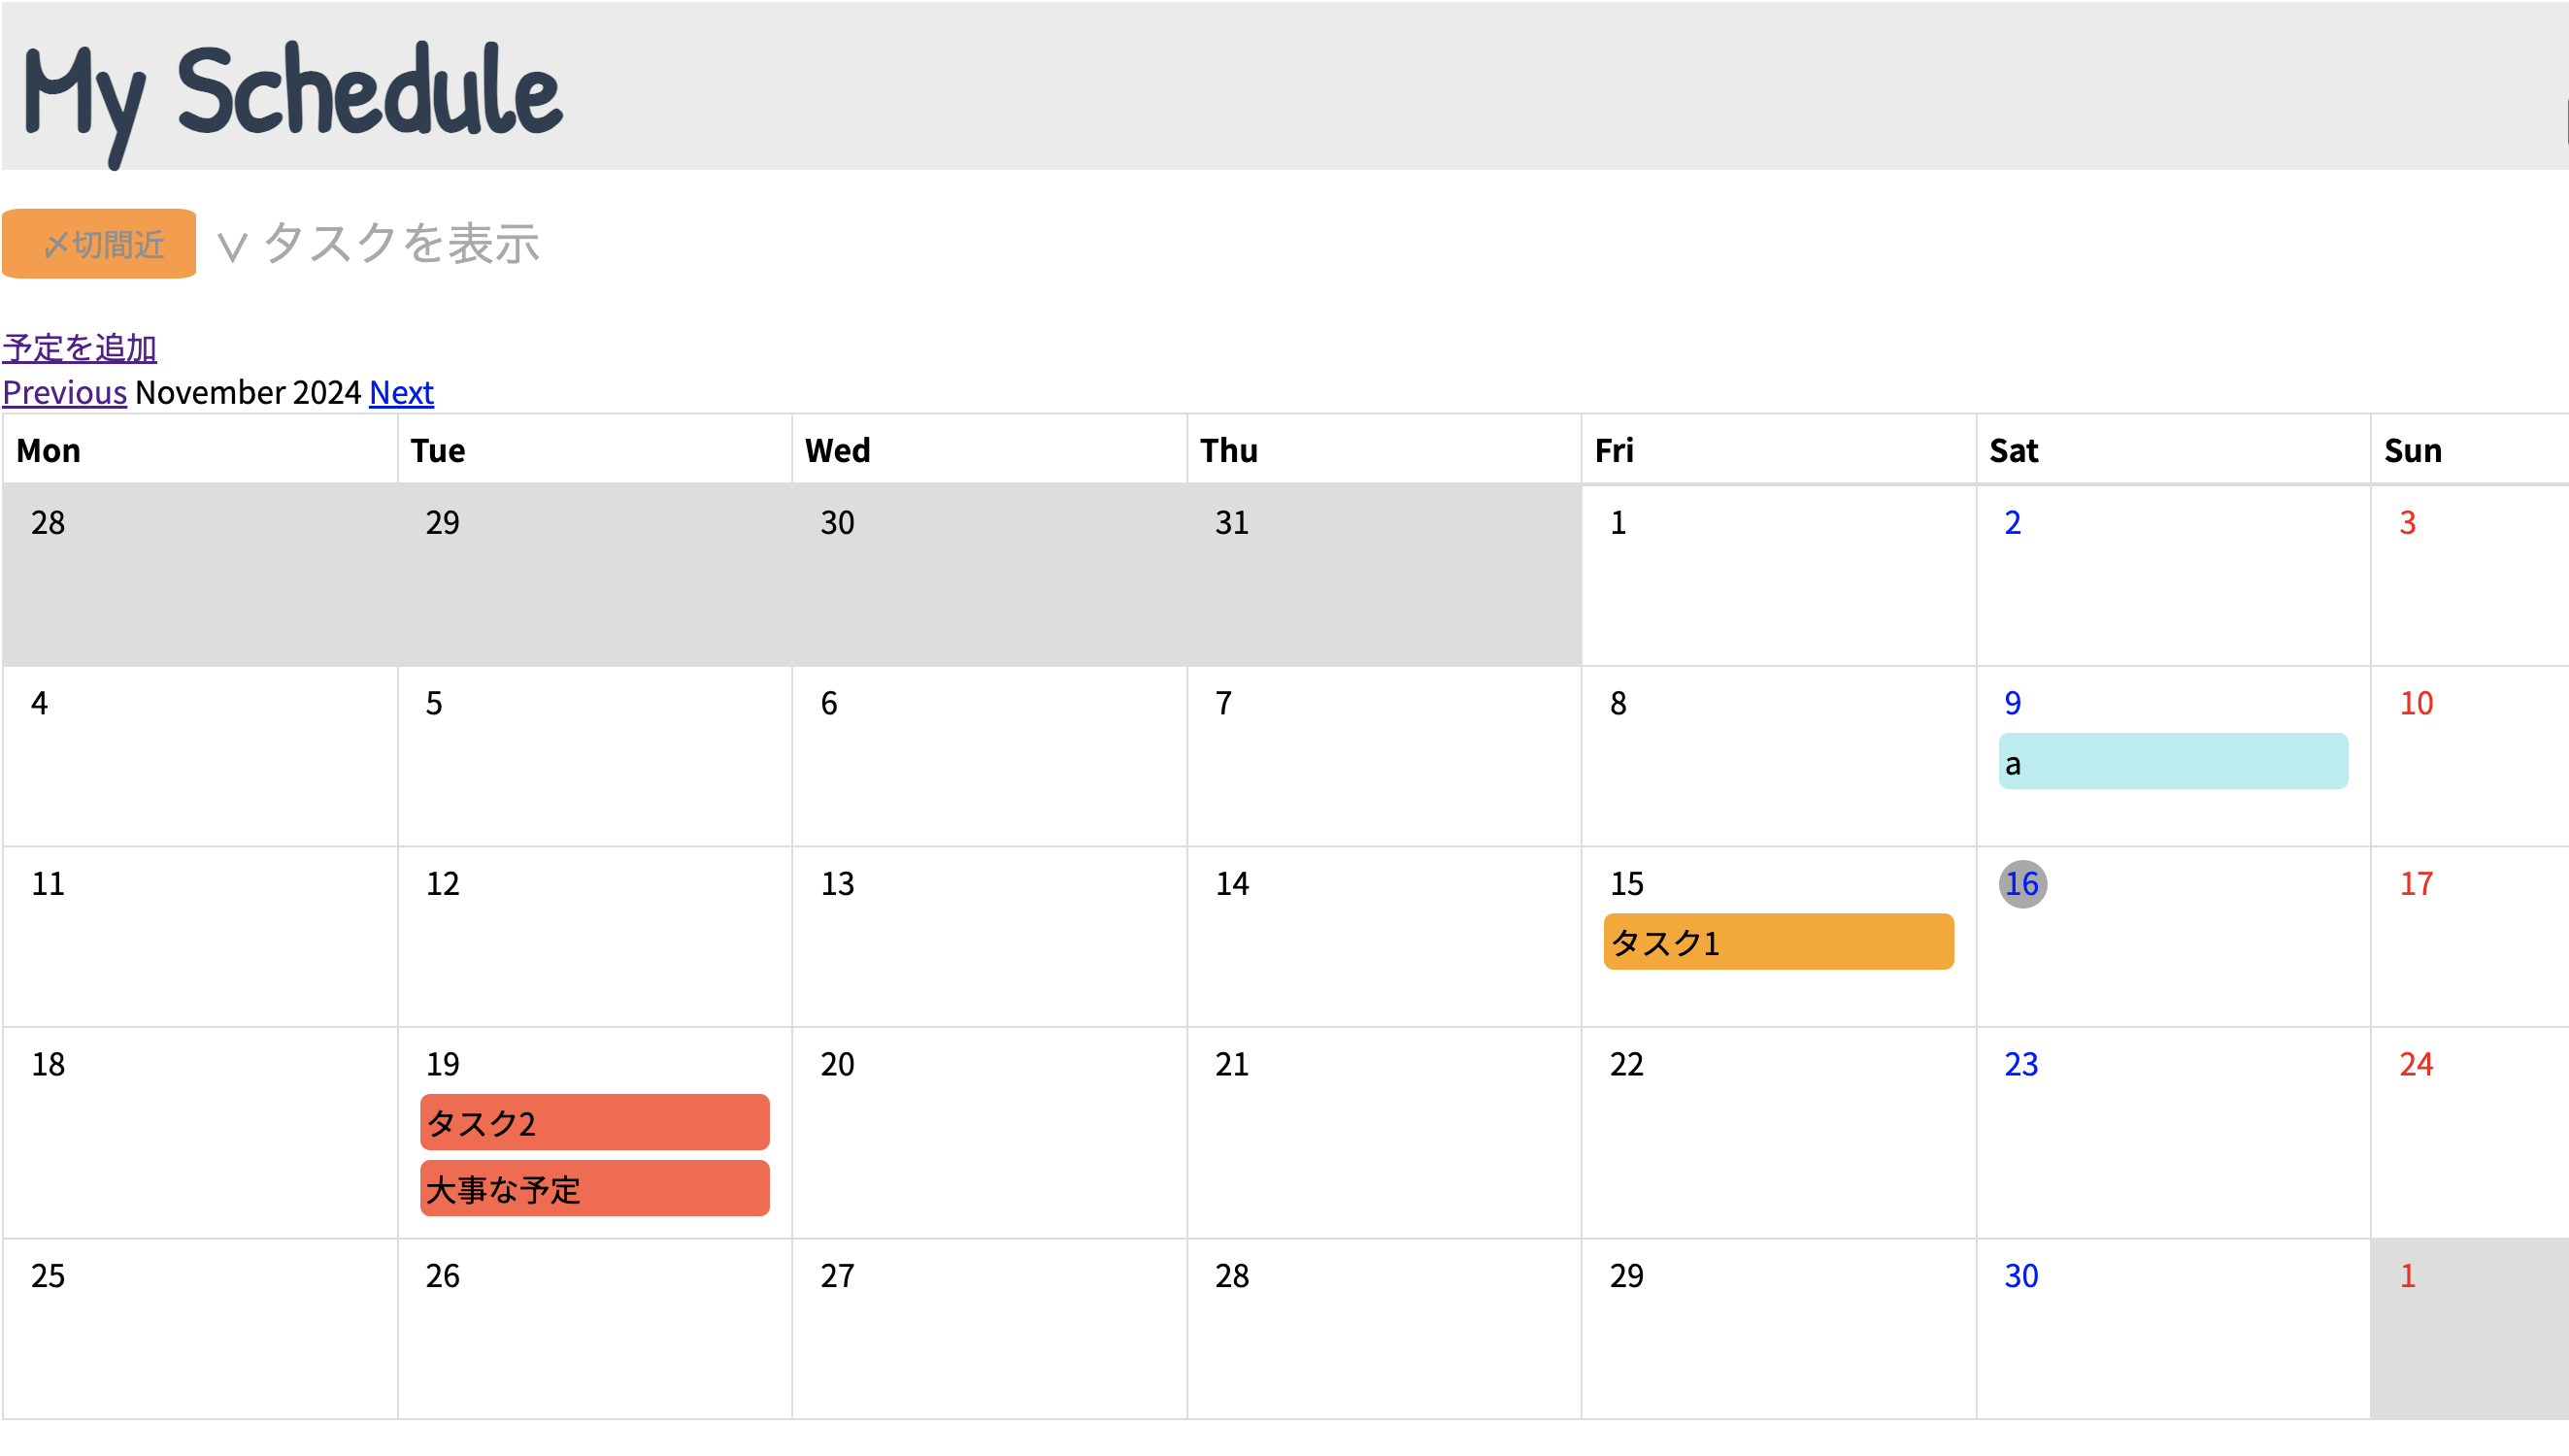 My Schedule
〆切間近 ∨ タスクを表示
予定を追加
Previous November 2024 Next
Mon Tue Wed Thu Fri Sat Sun
28 29 30 31 1 2 3
4 5 6 7 8 9 10
a
11 12 13 14 15 16 17
タスク1
18 19 20 21 22 23 24
タスク2
大事な予定
25 26 27 28 29 30 1